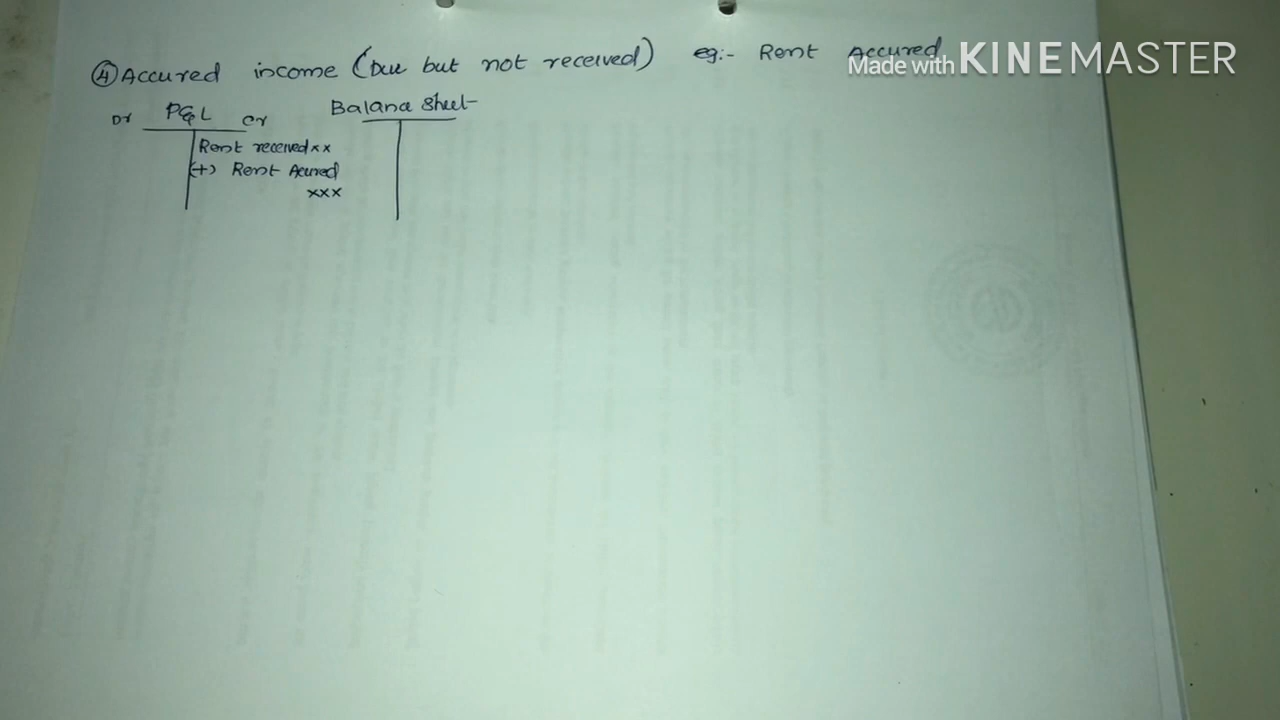 ④ Accured income (Due but not received) eg:- Rent Accured
Made with KINEMASTER
Dr P&L Cr Balance Sheet
Rent received xx
(+) Rent Accured
xxx